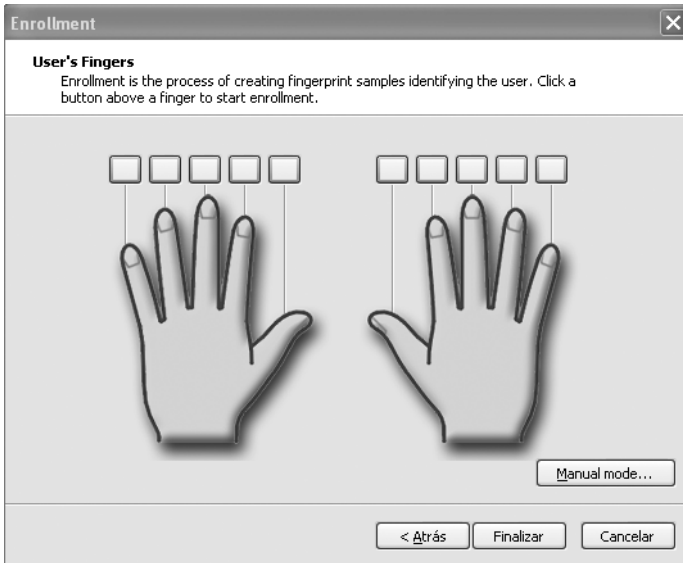 Enrollment
User's Fingers
Enrollment is the process of creating fingerprint samples identifying the user. Click a
button above a finger to start enrollment.
Manual mode...
< Atrás
Finalizar
Cancelar